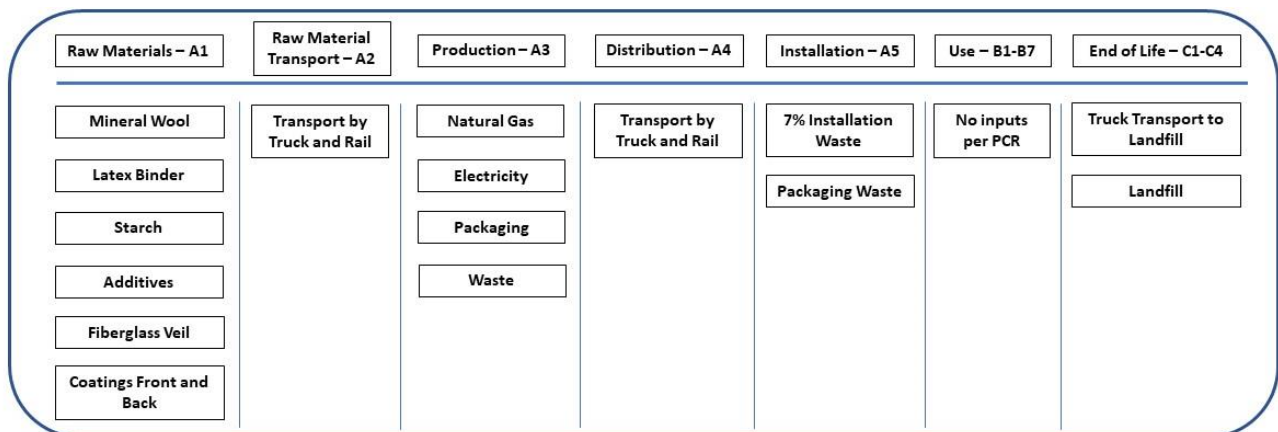 Raw Materials – A1
Raw Material
Transport – A2
Production – A3
Distribution – A4
Installation – A5
Use – B1-B7
End of Life – C1-C4
Mineral Wool
Latex Binder
Starch
Additives
Fiberglass Veil
Coatings Front and
Back
Transport by
Truck and Rail
Natural Gas
Electricity
Packaging
Waste
Transport by
Truck and Rail
7% Installation
Waste
Packaging Waste
No inputs
per PCR
Truck Transport to
Landfill
Landfill